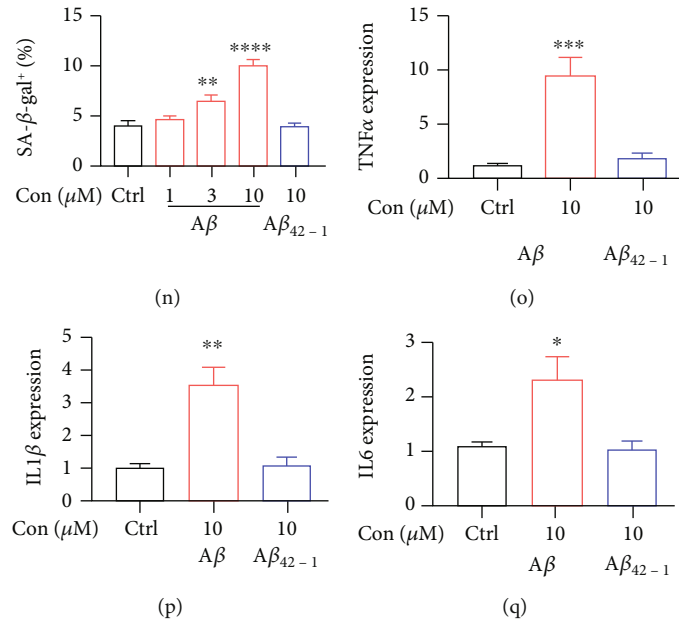 SA-β-gal⁺ (%)
15
10
5
0
**
****
Con (μM) Ctrl 1 3 10 10
Aβ Aβ₄₂₋₁
(n)
TNFα expression
15
10
5
0
***
Con (μM) Ctrl 10 10
Aβ Aβ₄₂₋₁
(o)
IL1β expression
5
4
3
2
1
0
**
Con (μM) Ctrl 10 10
Aβ Aβ₄₂₋₁
(p)
IL6 expression
3
2
1
0
*
Con (μM) Ctrl 10 10
Aβ Aβ₄₂₋₁
(q)